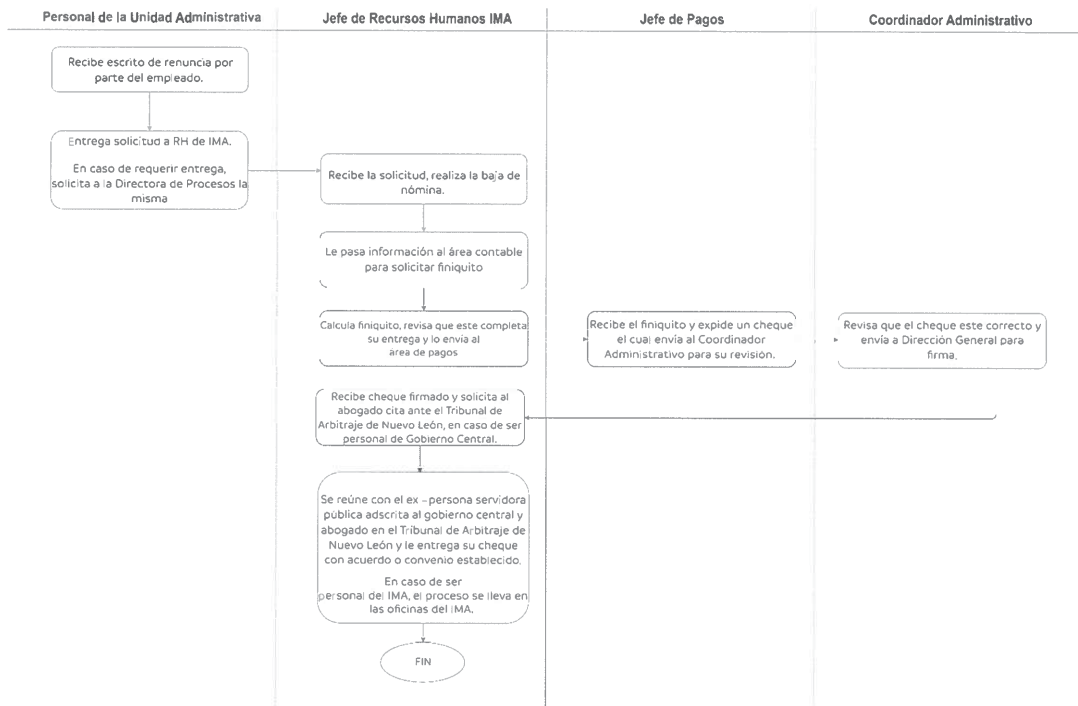 Personal de la Unidad Administrativa
Jefe de Recursos Humanos IMA
Jefe de Pagos
Coordinador Administrativo
Recibe escrito de renuncia por
parte del empleado.
Entrega solicitud a RH de IMA.
En caso de requerir entrega,
solicita a la Directora de Procesos la
misma
Recibe la solicitud, realiza la baja de
nómina.
Le pasa información al área contable
para solicitar finiquito
Calcula finiquito, revisa que este completa
su entrega y lo envía al
área de pagos
Recibe el finiquito y expide un cheque
el cual envía al Coordinador
Administrativo para su revisión.
Revisa que el cheque este correcto y
envía a Dirección General para
firma.
Recibe cheque firmado y solicita al
abogado cita ante el Tribunal de
Arbitraje de Nuevo León, en caso de ser
personal de Gobierno Central.
Se reúne con el ex – persona servidora
pública adscrita al gobierno central y
abogado en el Tribunal de Arbitraje de
Nuevo León y le entrega su cheque
con acuerdo o convenio establecido.
En caso de ser
personal del IMA, el proceso se lleva en
las oficinas del IMA.
FIN